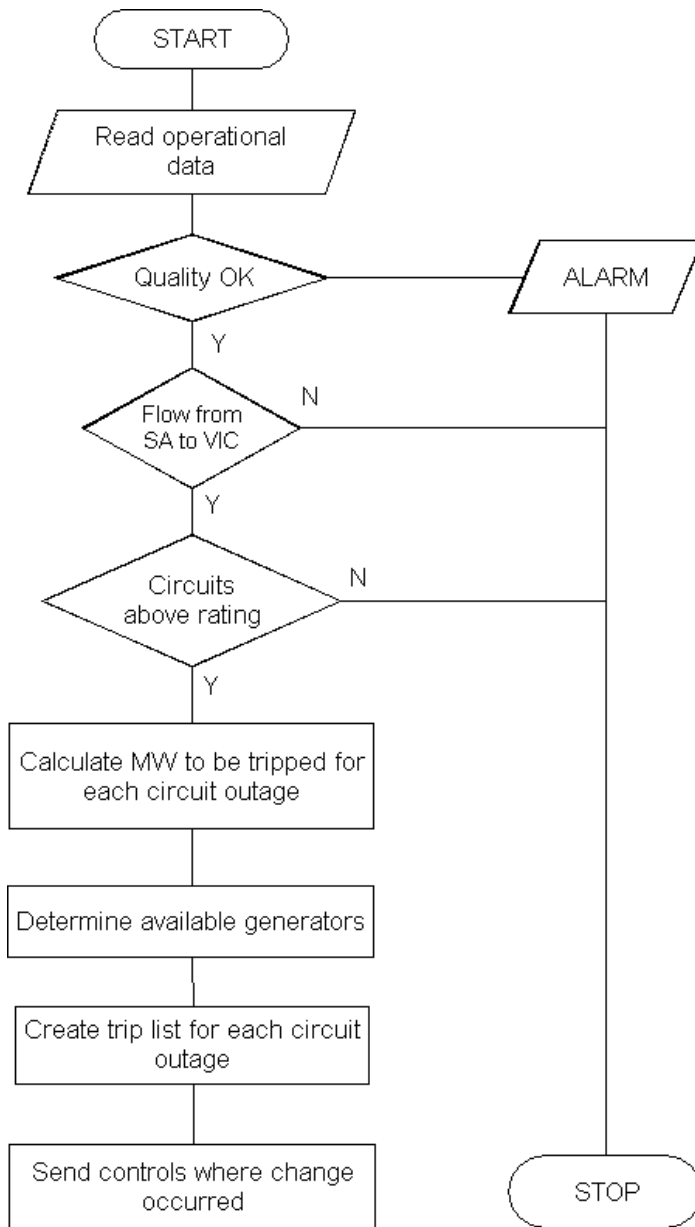 START
Read operational
data
Quality OK
ALARM
Y
Flow from
SA to VIC
N
Y
Circuits
above rating
N
Y
Calculate MW to be tripped for
each circuit outage
Determine available generators
Create trip list for each circuit
outage
Send controls where change
occurred
STOP